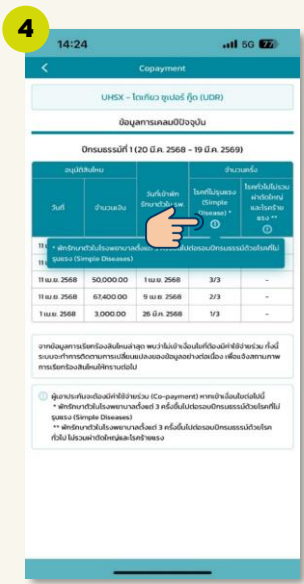 4
14:24
5G 77
Copayment
UHSX - โตเกียว ซูเปอร์ กู๊ด (UDR)
ข้อมูลการเคลมปีปัจจุบัน
ปีกรมธรรม์ที่ 1 (20 มี.ค. 2568 - 19 มี.ค. 2569)
อนุมัติสินไหม
จำนวนครั้ง
วันที่
จำนวนเงิน
วันที่เข้าพัก
รักษาตัวใน รพ.
โรคที่ไม่รุนแรง
(Simple
Disease) *
โรคทั่วไปไม่รวม
ผ่าตัดใหญ่
และโรคร้าย
แรง **
* พักรักษาตัวในโรงพยาบาลตั้งแต่ 3 ครั้งขึ้นไปต่อรอบปีกรมธรรม์ด้วยโรคที่ไม่
รุนแรง (Simple Diseases)
11 เม.ย. 2568 50,000.00 1 เม.ย. 2568 3/3 -
11 เม.ย. 2568 67,400.00 9 เม.ย. 2568 2/3 -
1 เม.ย. 2568 3,000.00 26 มี.ค. 2568 1/3 -
จากข้อมูลการเรียกร้องสินไหมล่าสุด พบว่าไม่เข้าเงื่อนไขที่ต้องมีค่าใช้จ่ายร่วม ทั้งนี้
ระบบจะทำการติดตามการเปลี่ยนแปลงของข้อมูลอย่างต่อเนื่อง เพื่อแจ้งสถานภาพ
การเรียกร้องสินไหมให้ทราบต่อไป
ผู้เอาประกันจะต้องมีค่าใช้จ่ายร่วม (Co-payment) หากเข้าเงื่อนไขต่อไปนี้
* พักรักษาตัวในโรงพยาบาลตั้งแต่ 3 ครั้งขึ้นไปต่อรอบปีกรมธรรม์ด้วยโรคที่ไม่
รุนแรง (Simple Diseases)
** พักรักษาตัวในโรงพยาบาลตั้งแต่ 3 ครั้งขึ้นไปต่อรอบปีกรมธรรม์ด้วยโรค
ทั่วไป ไม่รวมผ่าตัดใหญ่และโรคร้ายแรง